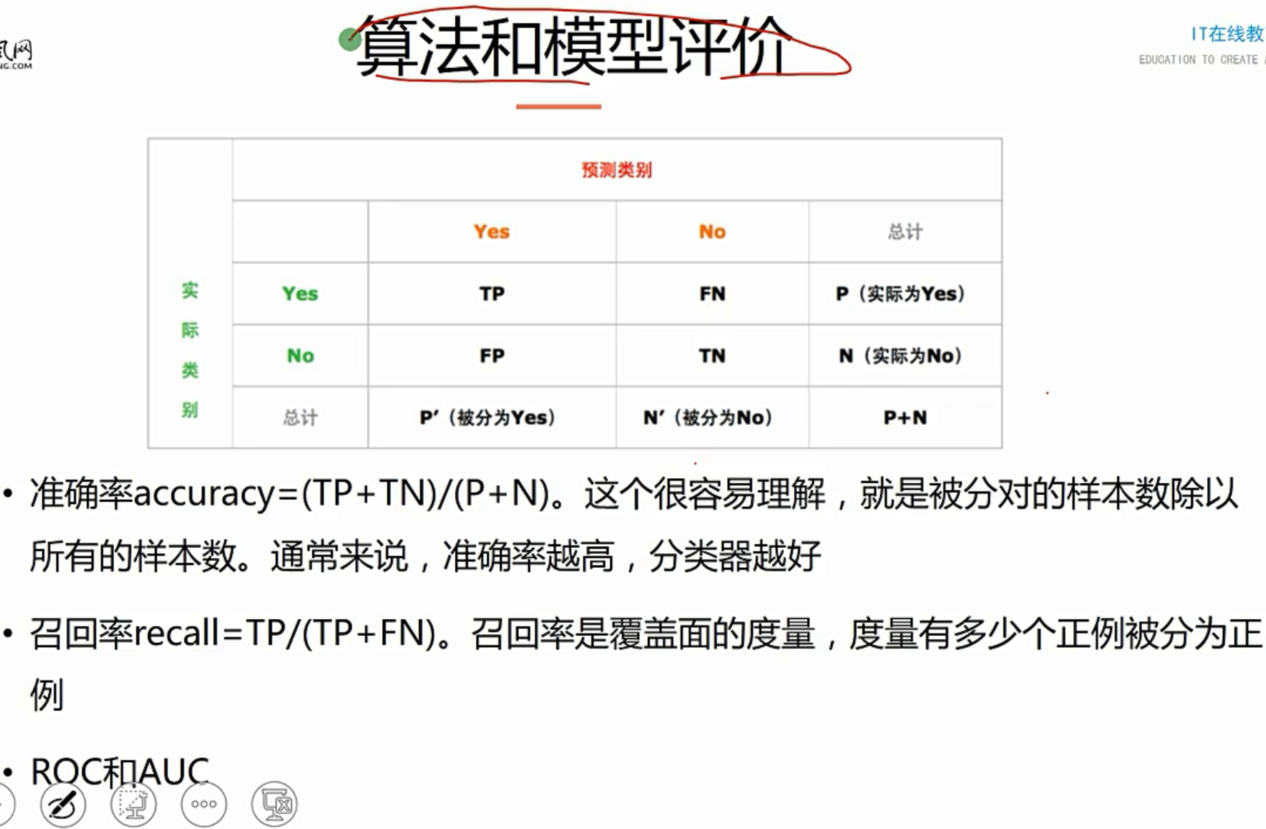 算法和模型评价
风网
NG.COM
IT在线教
EDUCATION TO CREATE
预测类别
Yes No 总计
实际类别
Yes TP FN P（实际为Yes）
No FP TN N（实际为No）
总计 P′（被分为Yes） N′（被分为No） P+N
• 准确率accuracy=(TP+TN)/(P+N)。这个很容易理解，就是被分对的样本数除以
所有的样本数。通常来说，准确率越高，分类器越好
• 召回率recall=TP/(TP+FN)。召回率是覆盖面的度量，度量有多少个正例被分为正
例
• ROC和AUC